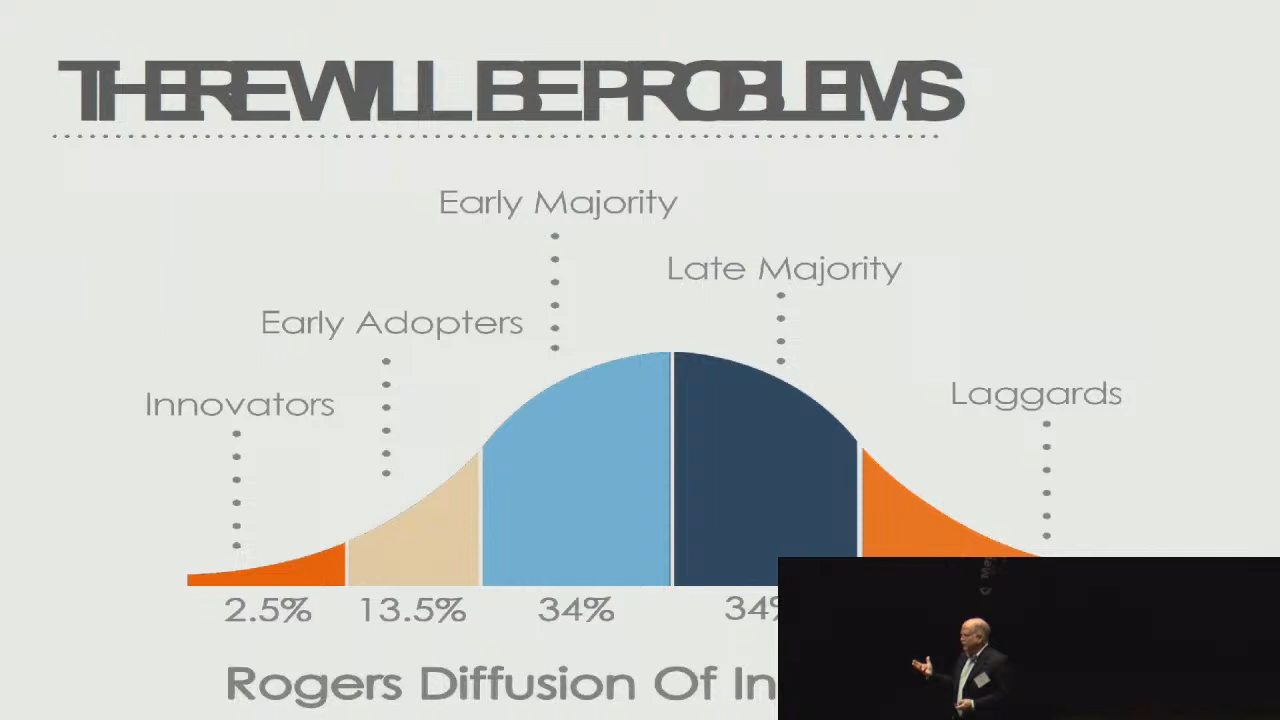 THERE WILL BE PROBLEMS
Early Majority
Late Majority
Early Adopters
Laggards
Innovators
2.5% 13.5% 34% 34%
Rogers Diffusion Of In